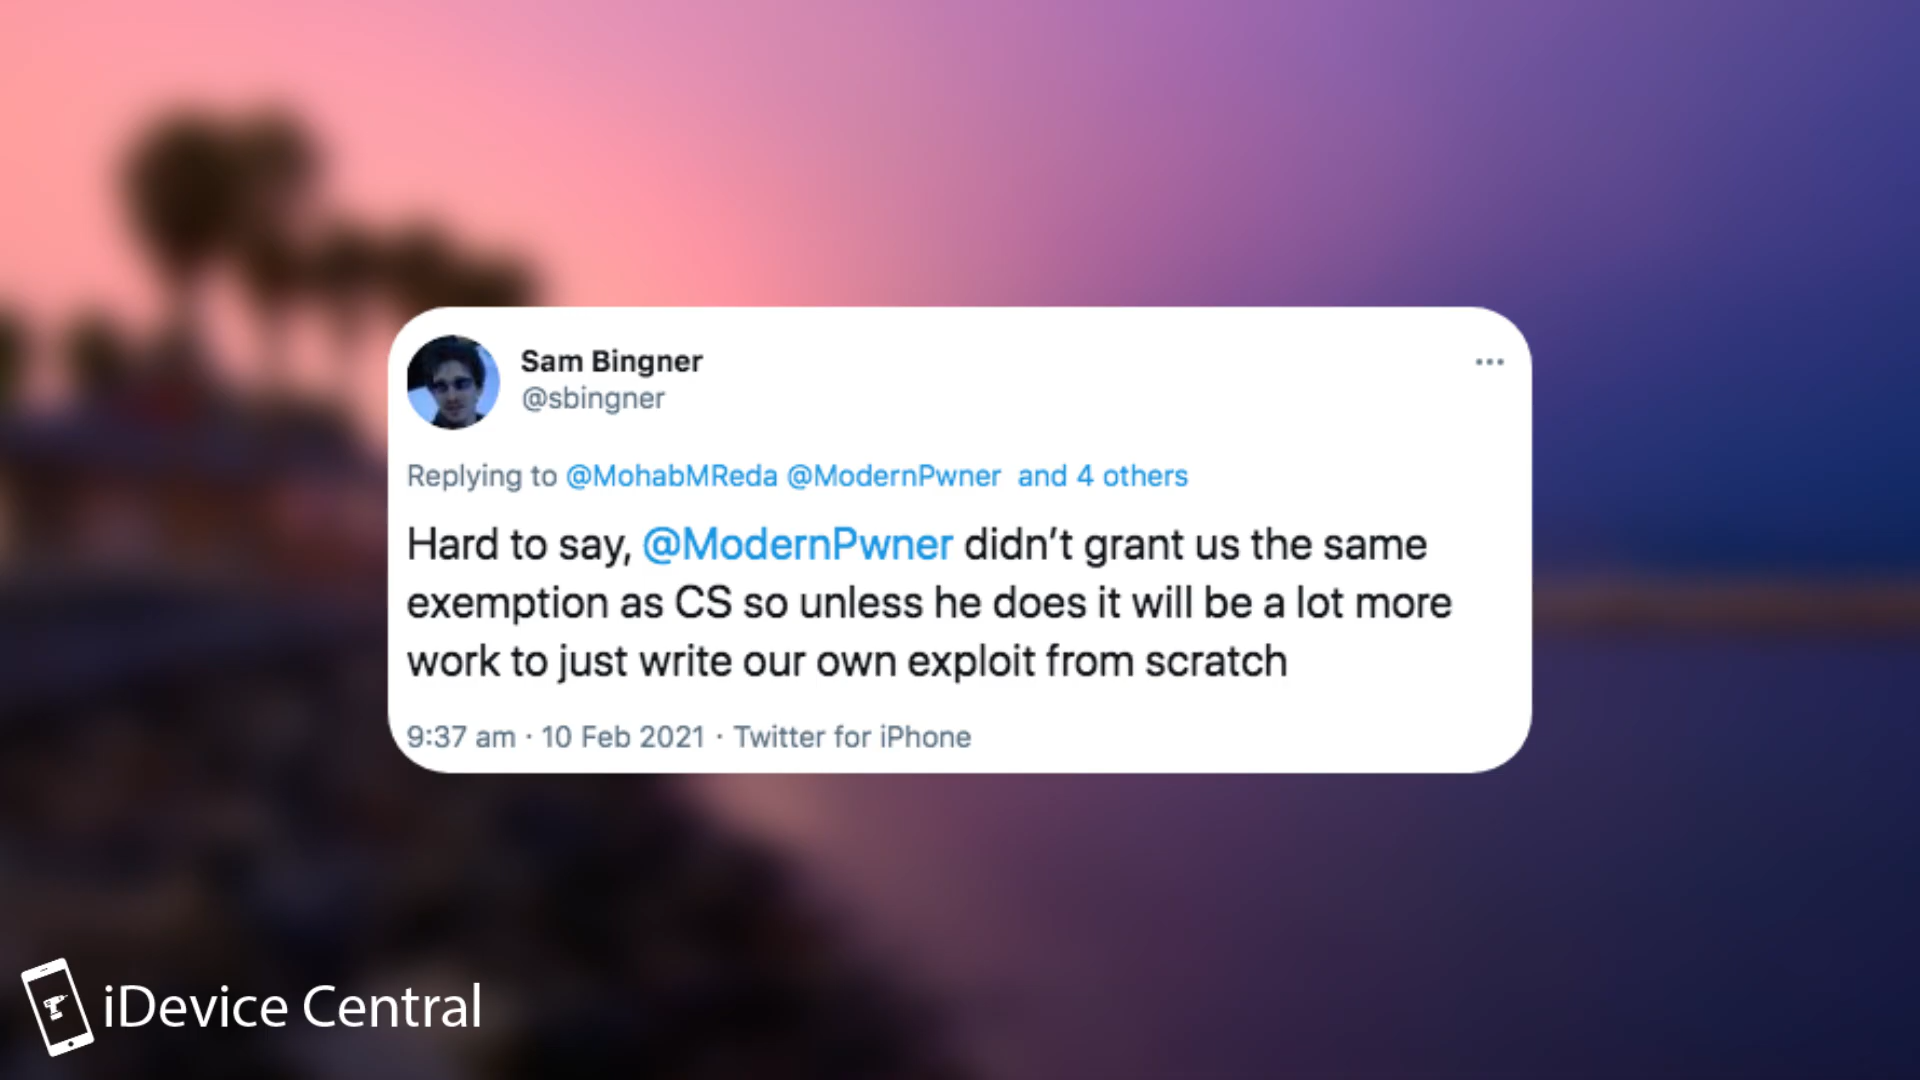 Sam Bingner
@sbingner
Replying to @MohabMReda @ModernPwner and 4 others
Hard to say, @ModernPwner didn’t grant us the same
exemption as CS so unless he does it will be a lot more
work to just write our own exploit from scratch
9:37 am · 10 Feb 2021 · Twitter for iPhone
iDevice Central